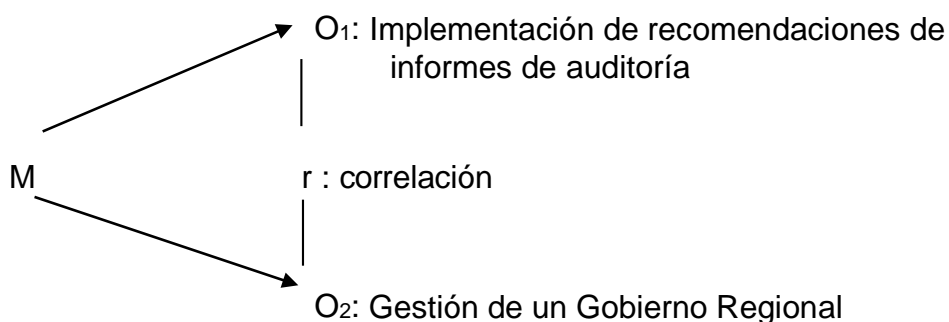 O1: Implementación de recomendaciones de
informes de auditoría
M
r : correlación
O2: Gestión de un Gobierno Regional